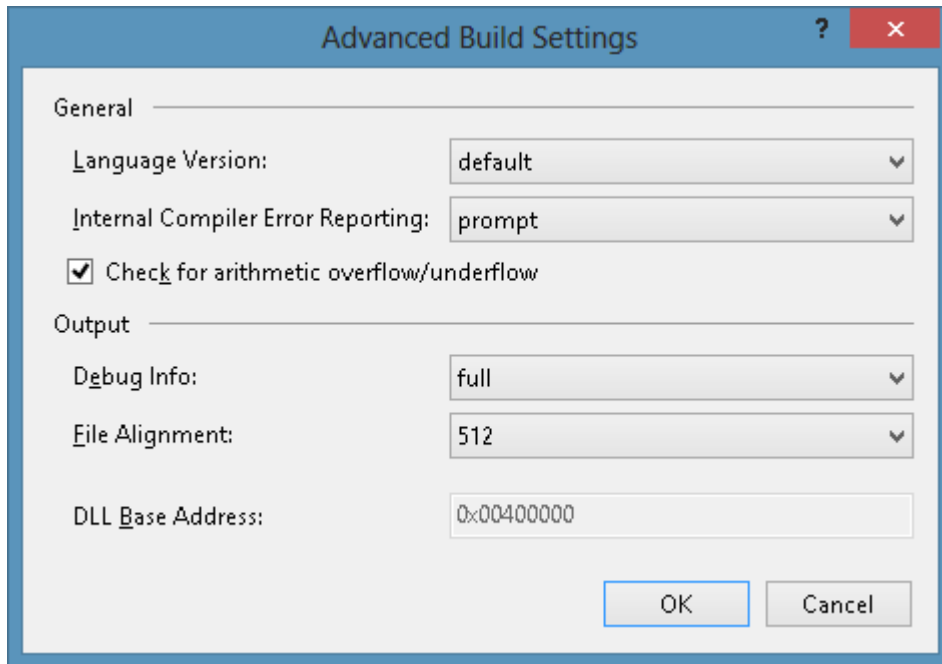 Advanced Build Settings
?
General
Language Version:
default
Internal Compiler Error Reporting:
prompt
Check for arithmetic overflow/underflow
Output
Debug Info:
full
File Alignment:
512
DLL Base Address:
0x00400000
OK
Cancel